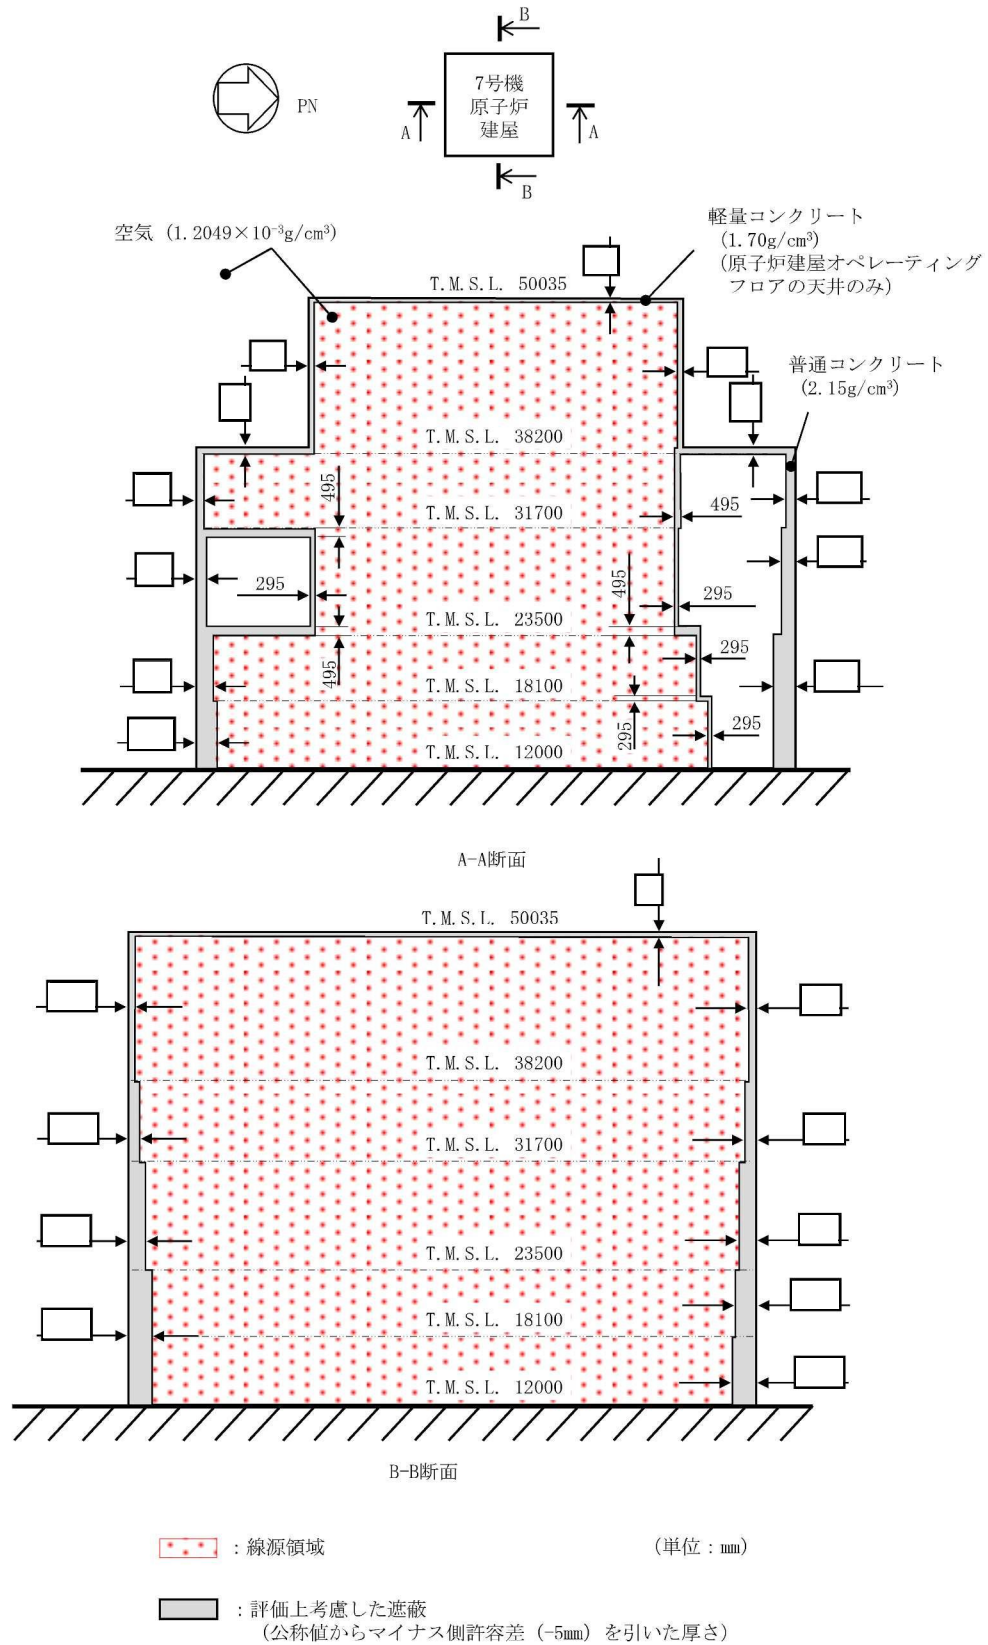 B
7号機
原子炉
建屋
PN
A
A
B
軽量コンクリート
(1.70g/cm³)
(原子炉建屋オペレーティング
フロアの天井のみ)
空気 (1.2049×10⁻³g/cm³)
T.M.S.L. 50035
普通コンクリート
(2.15g/cm³)
T.M.S.L. 38200
495
T.M.S.L. 31700
495
295
495
295
T.M.S.L. 23500
295
495
T.M.S.L. 18100
295
295
T.M.S.L. 12000
A-A断面
T.M.S.L. 50035
T.M.S.L. 38200
T.M.S.L. 31700
T.M.S.L. 23500
T.M.S.L. 18100
T.M.S.L. 12000
B-B断面
:線源領域
(単位:mm)
:評価上考慮した遮蔽
(公称値からマイナス側許容差 (-5mm) を引いた厚さ)